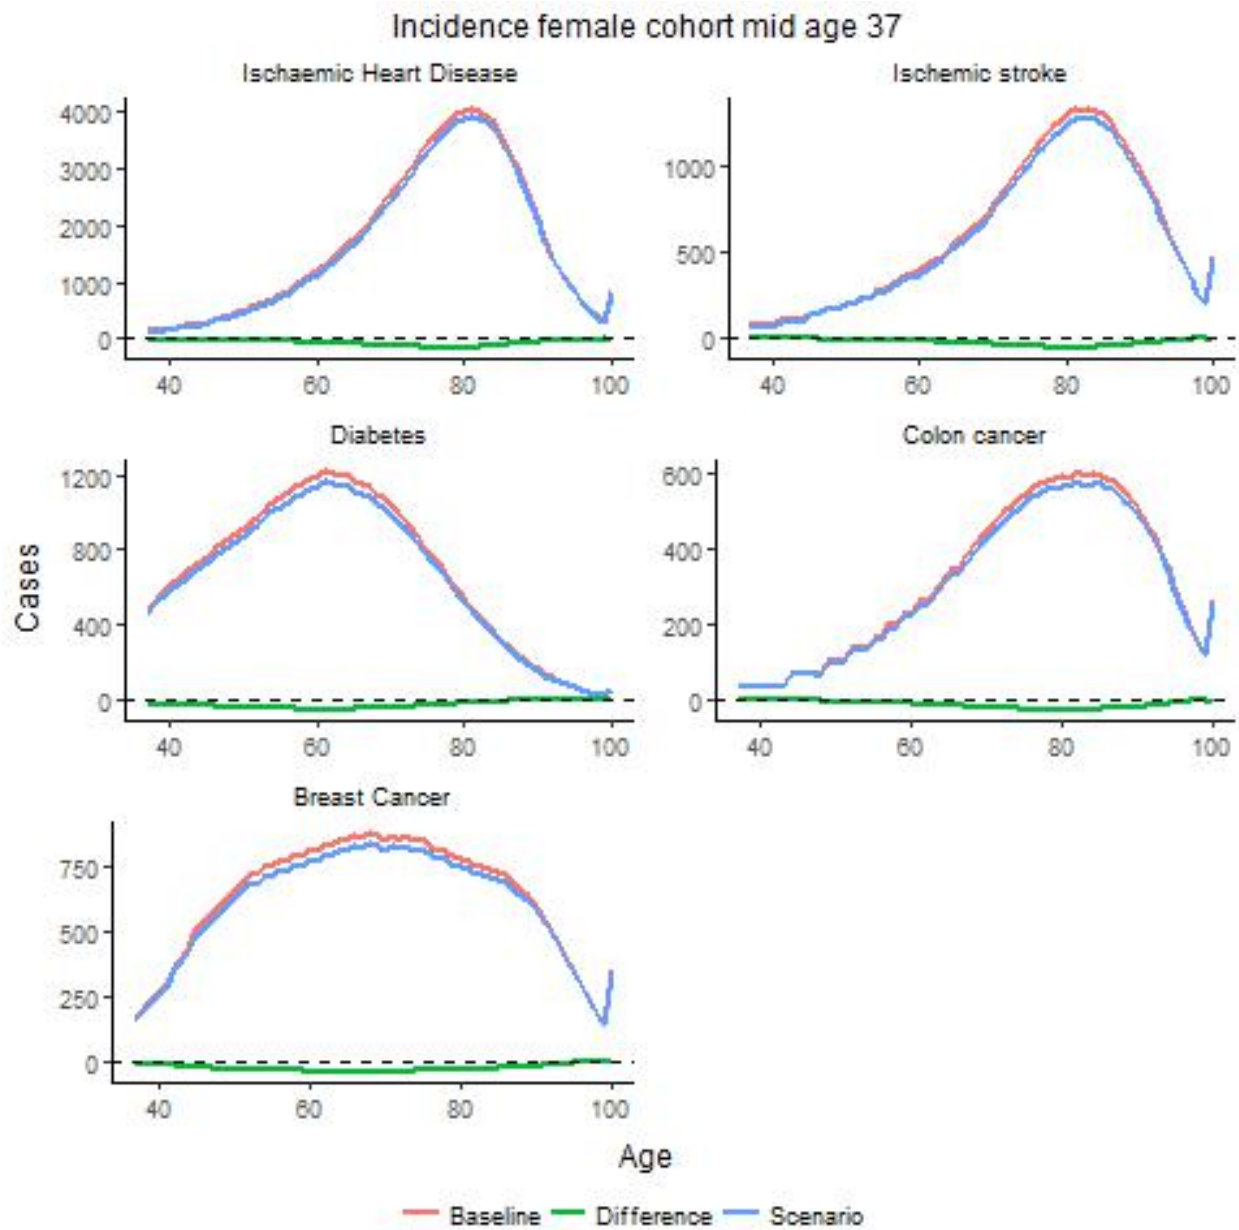 Incidence female cohort mid age 37
Ischaemic Heart Disease
4000
3000
2000
1000
0
40 60 80 100
Ischemic stroke
1000
500
0
40 60 80 100
Diabetes
1200
800
400
0
40 60 80 100
Colon cancer
600
400
200
0
40 60 80 100
Breast Cancer
750
500
250
0
40 60 80 100
Cases
Age
Baseline Difference Scenario